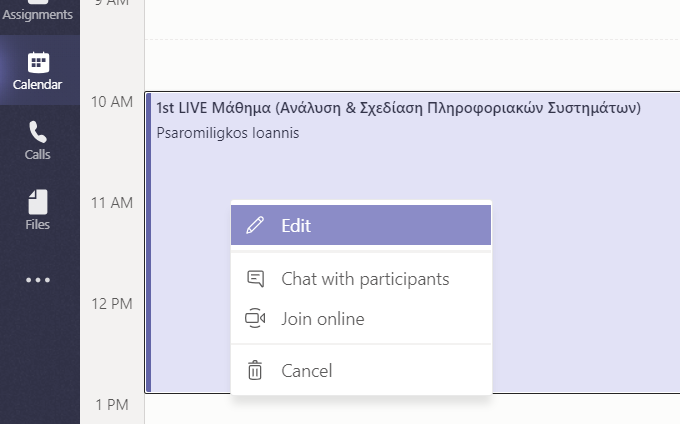 Assignments
Calendar
Calls
Files
9 AM
10 AM
11 AM
12 PM
1 PM
1st LIVE Μάθημα (Ανάλυση & Σχεδίαση Πληροφοριακών Συστημάτων)
Psaromiligkos Ioannis
Edit
Chat with participants
Join online
Cancel